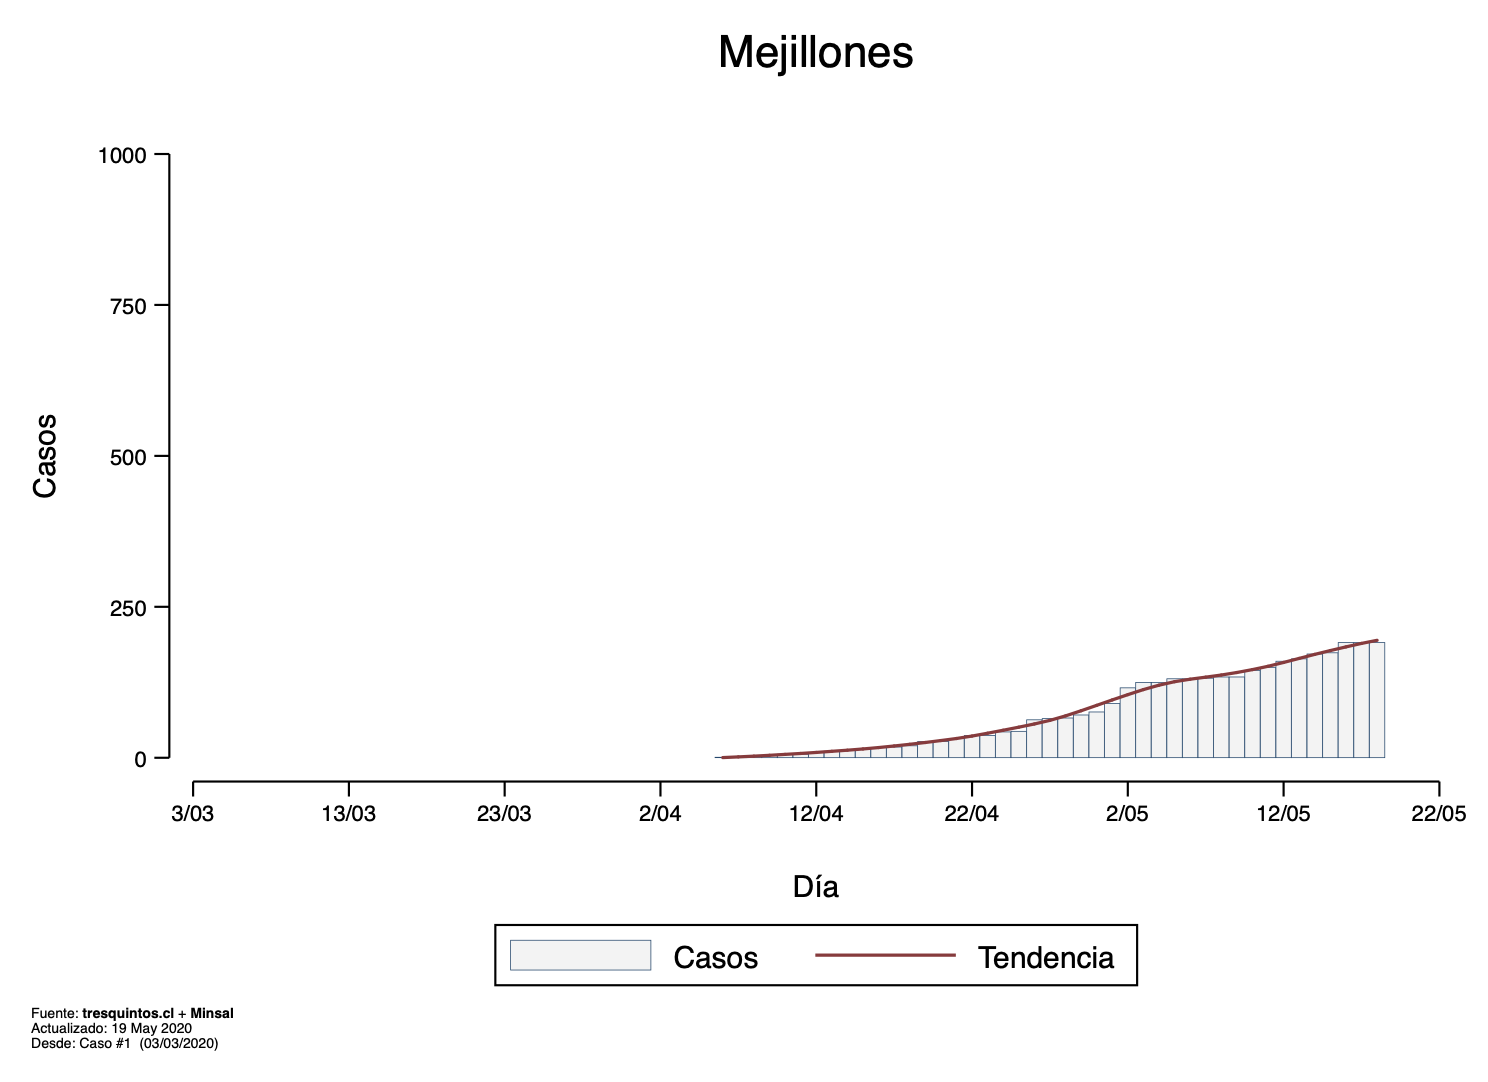 Mejillones
1000
750
500
250
0
Casos
3/03 13/03 23/03 2/04 12/04 22/04 2/05 12/05 22/05
Día
Casos Tendencia
Fuente: tresquintos.cl + Minsal
Actualizado: 19 May 2020
Desde: Caso #1 (03/03/2020)